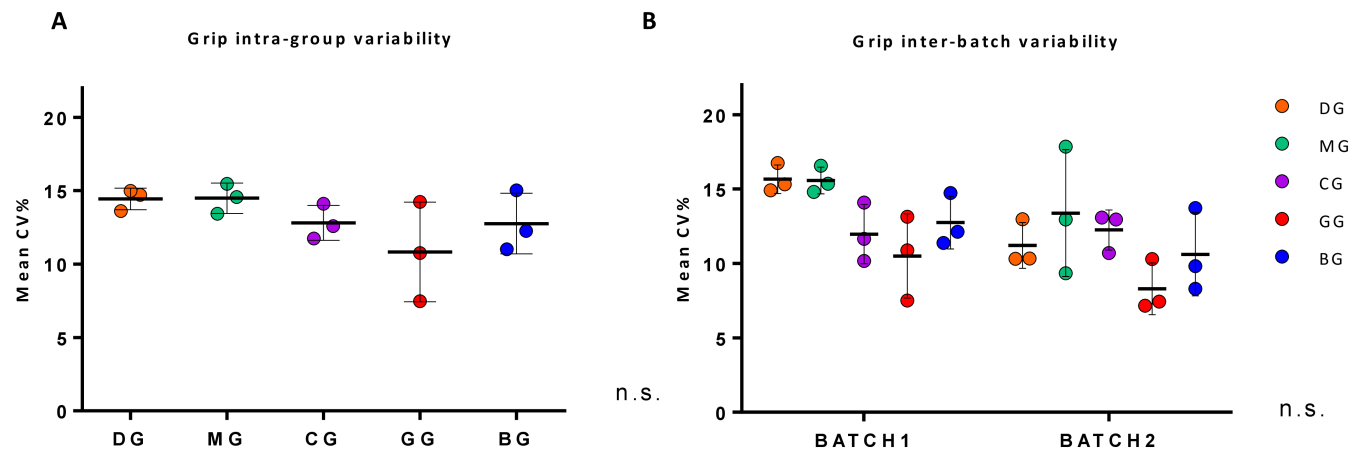 A
Grip intra-group variability
Mean CV%
20
15
10
5
0
DG
MG
CG
GG
BG
n.s.
B
Grip inter-batch variability
Mean CV%
20
15
10
5
0
BATCH1
BATCH2
DG
MG
CG
GG
BG
n.s.